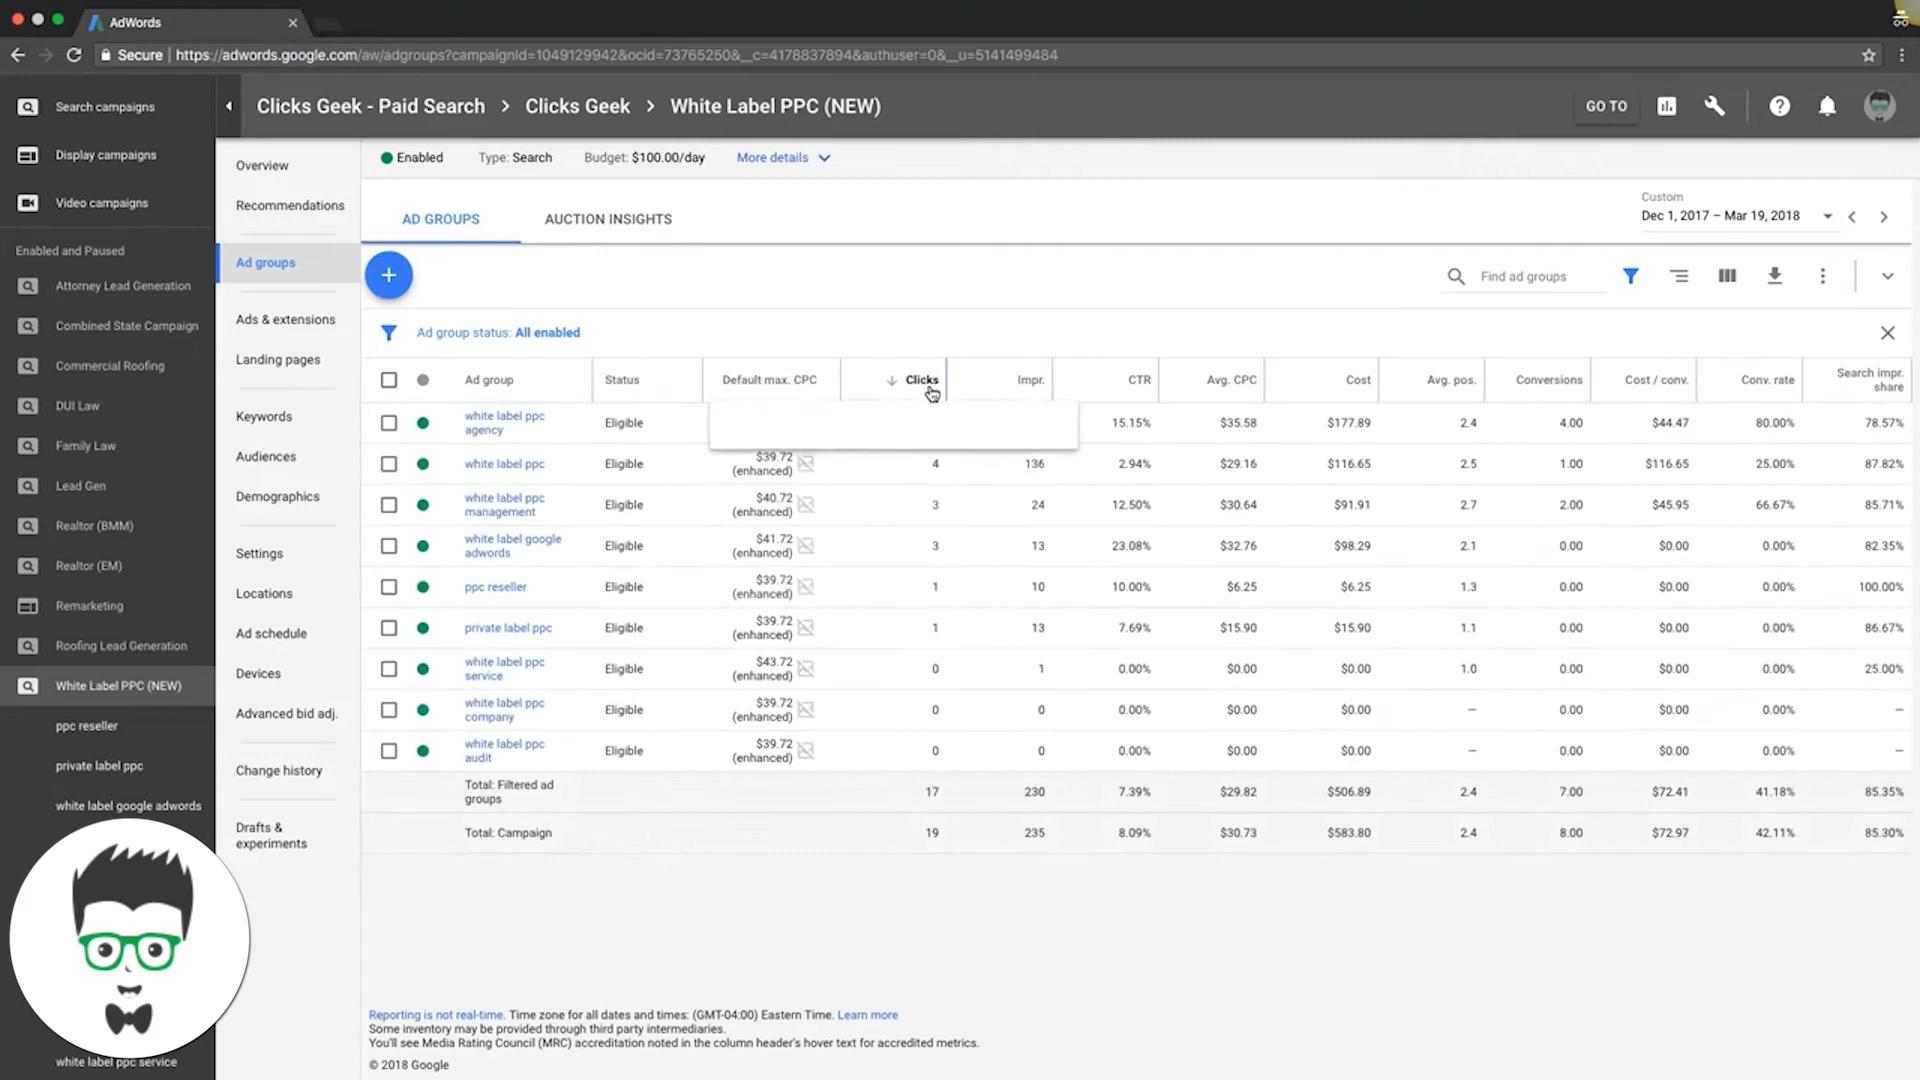 AdWords
Secure
https://adwords.google.com/aw/adgroups?campaignId=1049129942&ocid=73765250&__c=4178837894&authuser=0&__u=5141499484
Search campaigns
Display campaigns
Video campaigns
Enabled and Paused
Attorney Lead Generation
Combined State Campaign
Commercial Roofing
DUI Law
Family Law
Lead Gen
Realtor (BMM)
Realtor (EM)
Remarketing
Roofing Lead Generation
White Label PPC (NEW)
ppc reseller
private label ppc
white label google adwords
white label ppc service
Clicks Geek - Paid Search > Clicks Geek > White Label PPC (NEW)
GO TO
Overview
Recommendations
Ad groups
Ads & extensions
Landing pages
Keywords
Audiences
Demographics
Settings
Locations
Ad schedule
Devices
Advanced bid adj.
Change history
Drafts &
experiments
Enabled Type: Search Budget: $100.00/day More details
AD GROUPS AUCTION INSIGHTS
Custom
Dec 1, 2017 – Mar 19, 2018
Find ad groups
Ad group status: All enabled
Ad group Status Default max. CPC Clicks Impr. CTR Avg. CPC Cost Avg. pos. Conversions Cost / conv. Conv. rate Search impr.
share
white label ppc
agency
Eligible 15.15% $35.58 $177.89 2.4 4.00 $44.47 80.00% 78.57%
white label ppc
Eligible $39.72
(enhanced)
4 136 2.94% $29.16 $116.65 2.5 1.00 $116.65 25.00% 87.82%
white label ppc
management
Eligible $40.72
(enhanced)
3 24 12.50% $30.64 $91.91 2.7 2.00 $45.95 66.67% 85.71%
white label google
adwords
Eligible $41.72
(enhanced)
3 13 23.08% $32.76 $98.29 2.1 0.00 $0.00 0.00% 82.35%
ppc reseller
Eligible $39.72
(enhanced)
1 10 10.00% $6.25 $6.25 1.3 0.00 $0.00 0.00% 100.00%
private label ppc
Eligible $39.72
(enhanced)
1 13 7.69% $15.90 $15.90 1.1 0.00 $0.00 0.00% 86.67%
white label ppc
service
Eligible $43.72
(enhanced)
0 1 0.00% $0.00 $0.00 1.0 0.00 $0.00 0.00% 25.00%
white label ppc
company
Eligible $39.72
(enhanced)
0 0 0.00% $0.00 $0.00 – 0.00 $0.00 0.00% –
white label ppc
audit
Eligible $39.72
(enhanced)
0 0 0.00% $0.00 $0.00 – 0.00 $0.00 0.00% –
Total: Filtered ad
groups
17 230 7.39% $29.82 $506.89 2.4 7.00 $72.41 41.18% 85.35%
Total: Campaign 19 235 8.09% $30.73 $583.80 2.4 8.00 $72.97 42.11% 85.30%
Reporting is not real-time. Time zone for all dates and times: (GMT-04:00) Eastern Time. Learn more
Some inventory may be provided through third party intermediaries.
You'll see Media Rating Council (MRC) accreditation noted in the column header's hover text for accredited metrics.
© 2018 Google